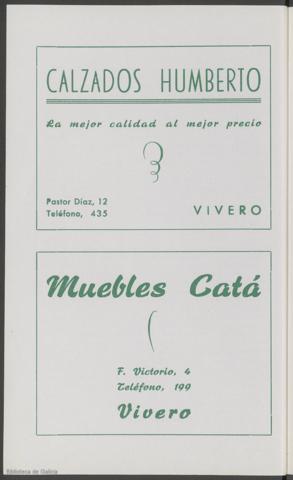 CALZADOS HUMBERTO
La mejor calidad al mejor precio
Pastor Díaz, 12
Teléfono, 435
VIVERO
Muebles Catá
F. Victorio, 4
Teléfono, 199
Vivero
Biblioteca de Galicia